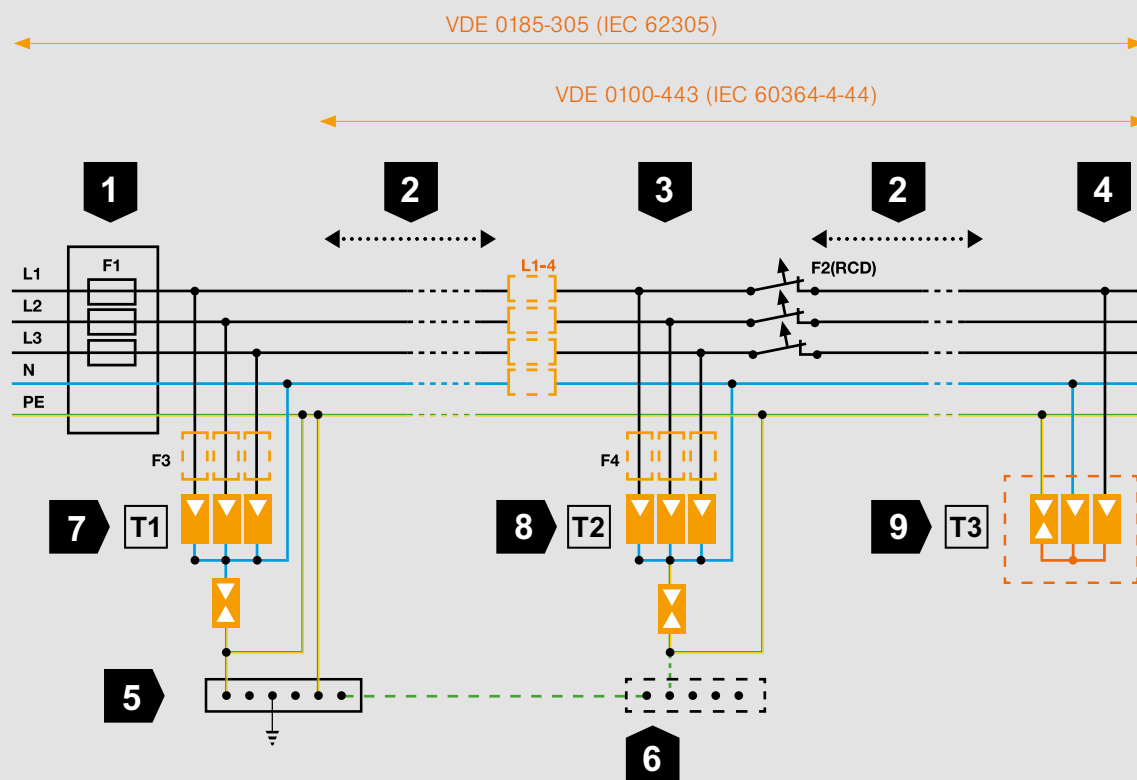 VDE 0185-305 (IEC 62305)
VDE 0100-443 (IEC 60364-4-44)
1
2
3
2
4
F1
L1-4
F2(RCD)
L1
L2
L3
N
PE
F3
F4
7
T1
8
T2
9
T3
5
6